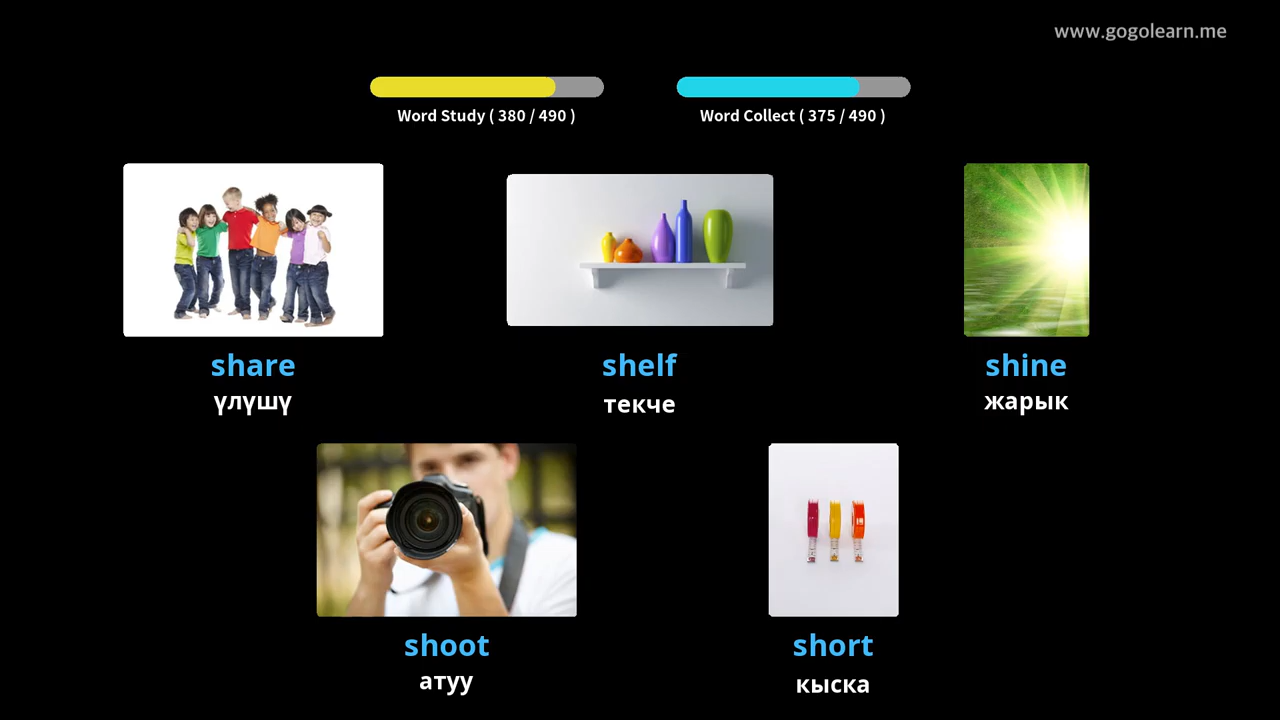 www.gogolearn.me
Word Study ( 380 / 490 )
Word Collect ( 375 / 490 )
share
үлүшү
shelf
текче
shine
жарык
shoot
атуу
short
кыска